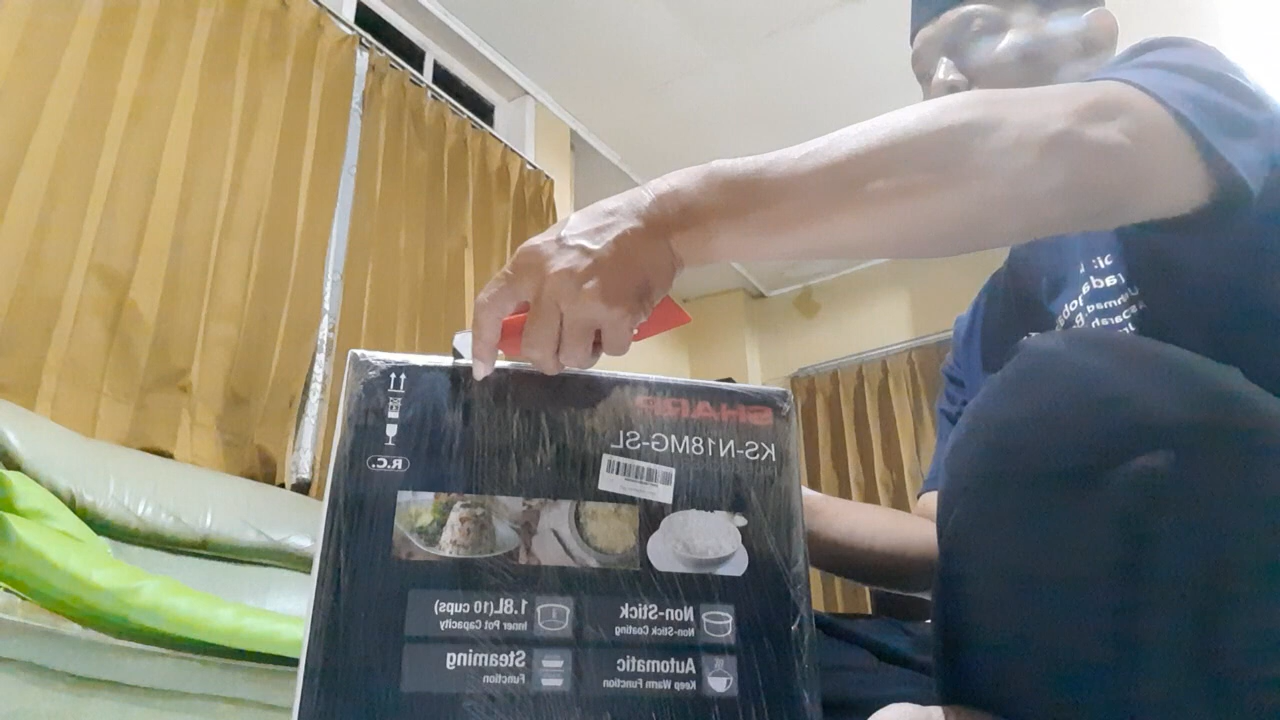 SHARP
KS-N18MG-SL
R.C.
Non-Stick
Non-Stick Coating
1.8L(10 cups)
Inner Pot Capacity
Automatic
Keep Warm Function
Steaming
Function